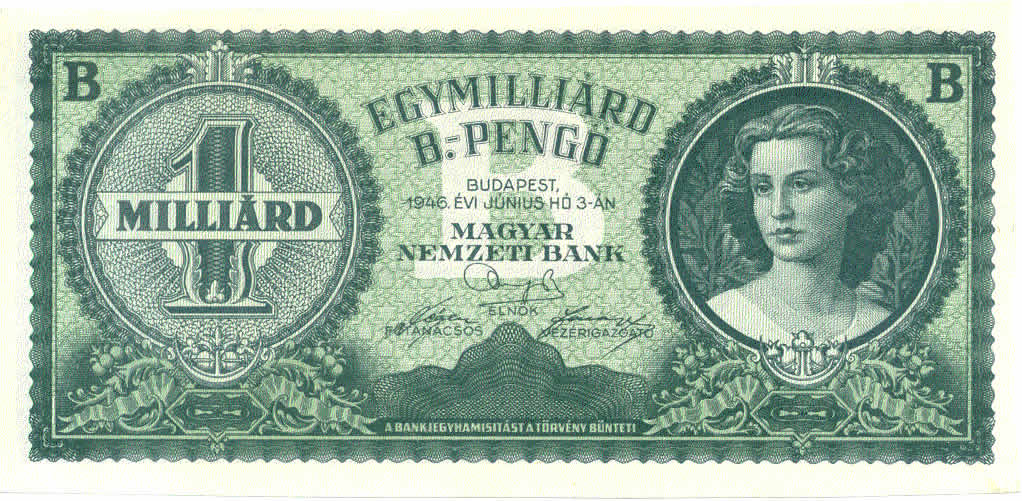 B
B
EGYMILLIÁRD
B.-PENGŐ
1
MILLIÁRD
B
BUDAPEST,
1946. ÉVI JÚNIUS HÓ 3-ÁN
MAGYAR
NEMZETI BANK
ELNÖK
FŐTANÁCSOS
VEZÉRIGAZGATÓ
A BANKJEGYHAMISITÁST A TÖRVÉNY BÜNTETI